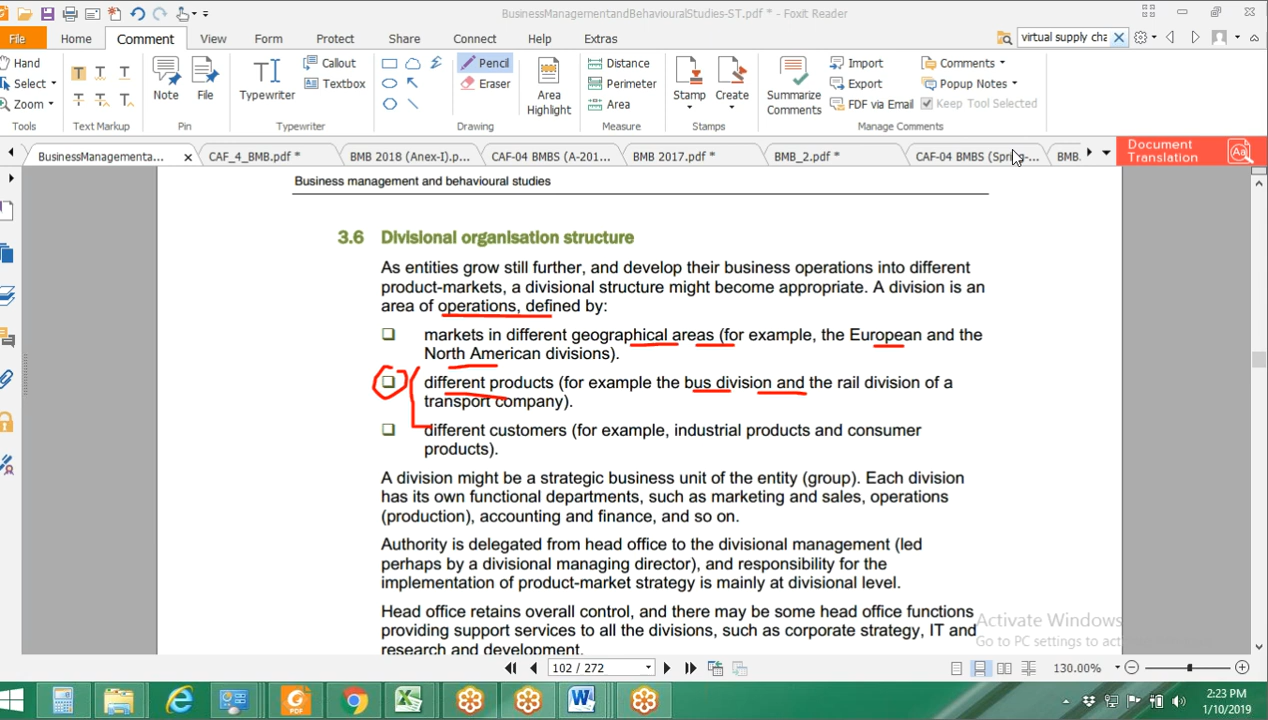 BusinessManagementandBehaviouralStudies-ST.pdf * - Foxit Reader
File Home Comment View Form Protect Share Connect Help Extras
virtual supply cha
Hand
Select
Zoom
Tools
Text Markup
Note
File
Pin
Typewriter
Callout
Textbox
Typewriter
Pencil
Eraser
Drawing
Area Highlight
Distance
Perimeter
Area
Measure
Stamp
Create
Stamps
Summarize Comments
Import
Export
FDF via Email
Comments
Popup Notes
Keep Tool Selected
Manage Comments
BusinessManagementa... CAF_4_BMB.pdf * BMB 2018 (Anex-I).p... CAF-04 BMBS (A-201... BMB 2017.pdf * BMB_2.pdf * CAF-04 BMBS (Spring-... BMB.
Document Translation
Business management and behavioural studies
3.6 Divisional organisation structure
As entities grow still further, and develop their business operations into different
product-markets, a divisional structure might become appropriate. A division is an
area of operations, defined by:
markets in different geographical areas (for example, the European and the
North American divisions).
different products (for example the bus division and the rail division of a
transport company).
different customers (for example, industrial products and consumer
products).
A division might be a strategic business unit of the entity (group). Each division
has its own functional departments, such as marketing and sales, operations
(production), accounting and finance, and so on.
Authority is delegated from head office to the divisional management (led
perhaps by a divisional managing director), and responsibility for the
implementation of product-market strategy is mainly at divisional level.
Head office retains overall control, and there may be some head office functions
providing support services to all the divisions, such as corporate strategy, IT and
research and development.
Activate Windows
Go to PC settings to act
102 / 272
130.00%
2:23 PM
1/10/2019